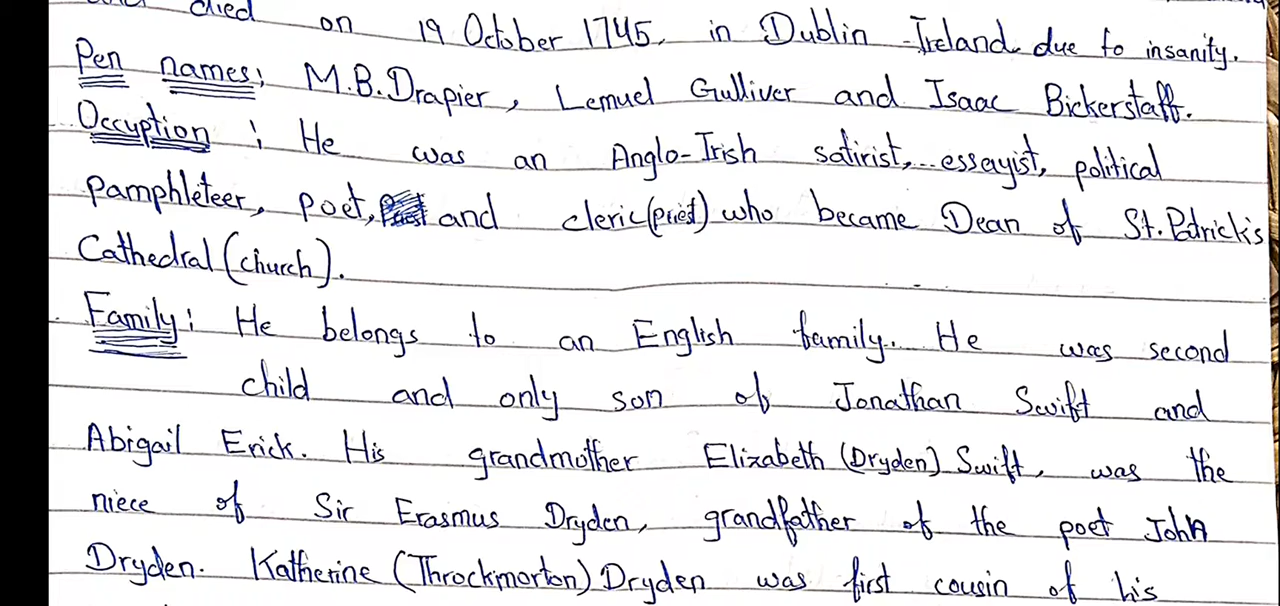 died on 19 October 1745, in Dublin Ireland due to insanity.
Pen names: M.B.Drapier, Lemuel Gulliver and Isaac Bickerstaff.
Occuption : He was an Anglo-Irish satirist, essayist, political
pamphleteer, poet, and cleric(priest) who became Dean of St.Patrick's
Cathedral (church).
Family: He belongs to an English family. He was second
child and only son of Jonathan Swift and
Abigail Erick. His grandmother Elizabeth (Dryden) Swift, was the
niece of Sir Erasmus Dryden, grandfather of the poet John
Dryden. Katherine (Throckmorton) Dryden was first cousin of his